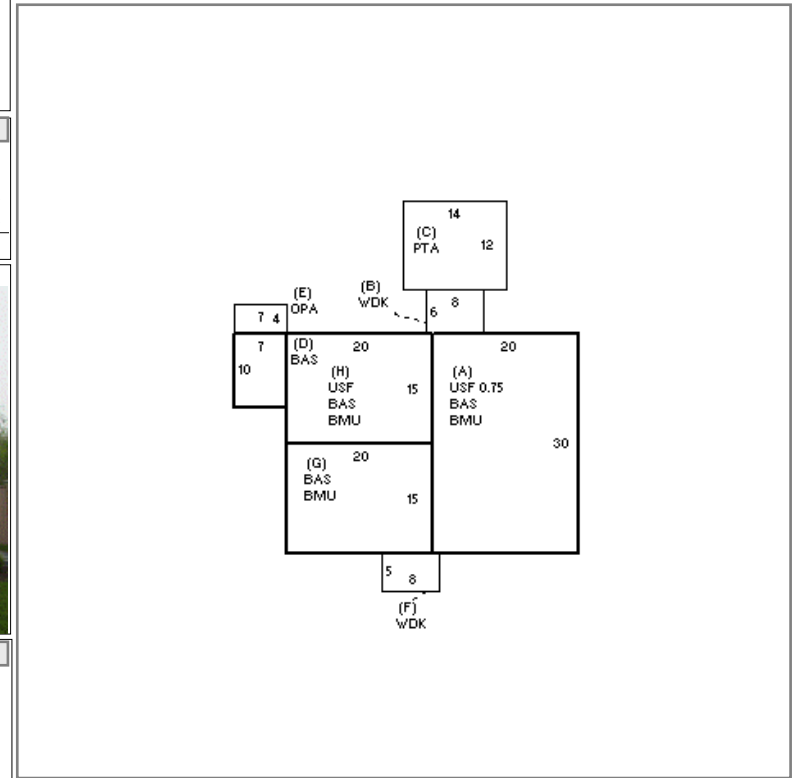 14
(C)
PTA
12
(E)
OPA
(B)
WDK
8
6
7 4
7
10
(D)
BAS
20
(H)
USF
BAS
BMU
15
20
(A)
USF 0.75
BAS
BMU
30
20
(G)
BAS
BMU
15
5
8
(F)
WDK